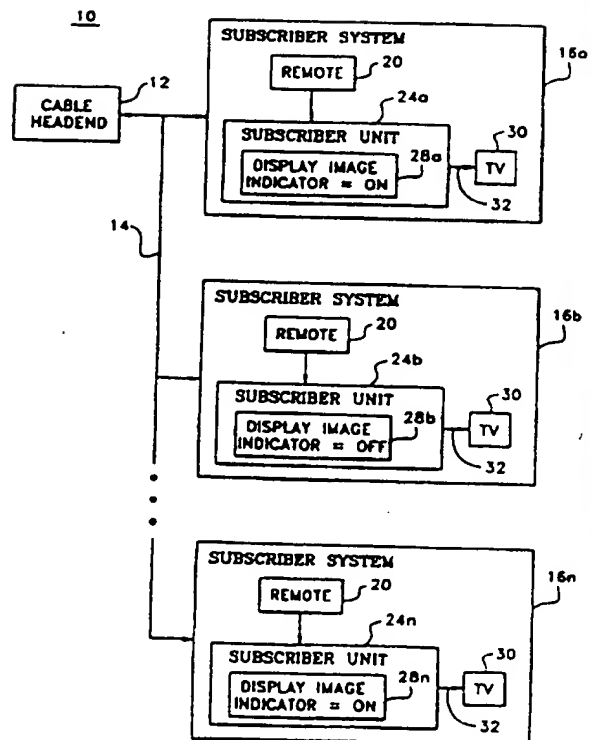 10
SUBSCRIBER SYSTEM
16a
REMOTE
20
12
CABLE
HEADEND
24a
SUBSCRIBER UNIT
30
DISPLAY IMAGE
INDICATOR = ON
28a
TV
32
14
SUBSCRIBER SYSTEM
16b
REMOTE
20
24b
SUBSCRIBER UNIT
30
DISPLAY IMAGE
INDICATOR = OFF
28b
TV
32
SUBSCRIBER SYSTEM
16n
REMOTE
20
24n
SUBSCRIBER UNIT
30
DISPLAY IMAGE
INDICATOR = ON
28n
TV
32